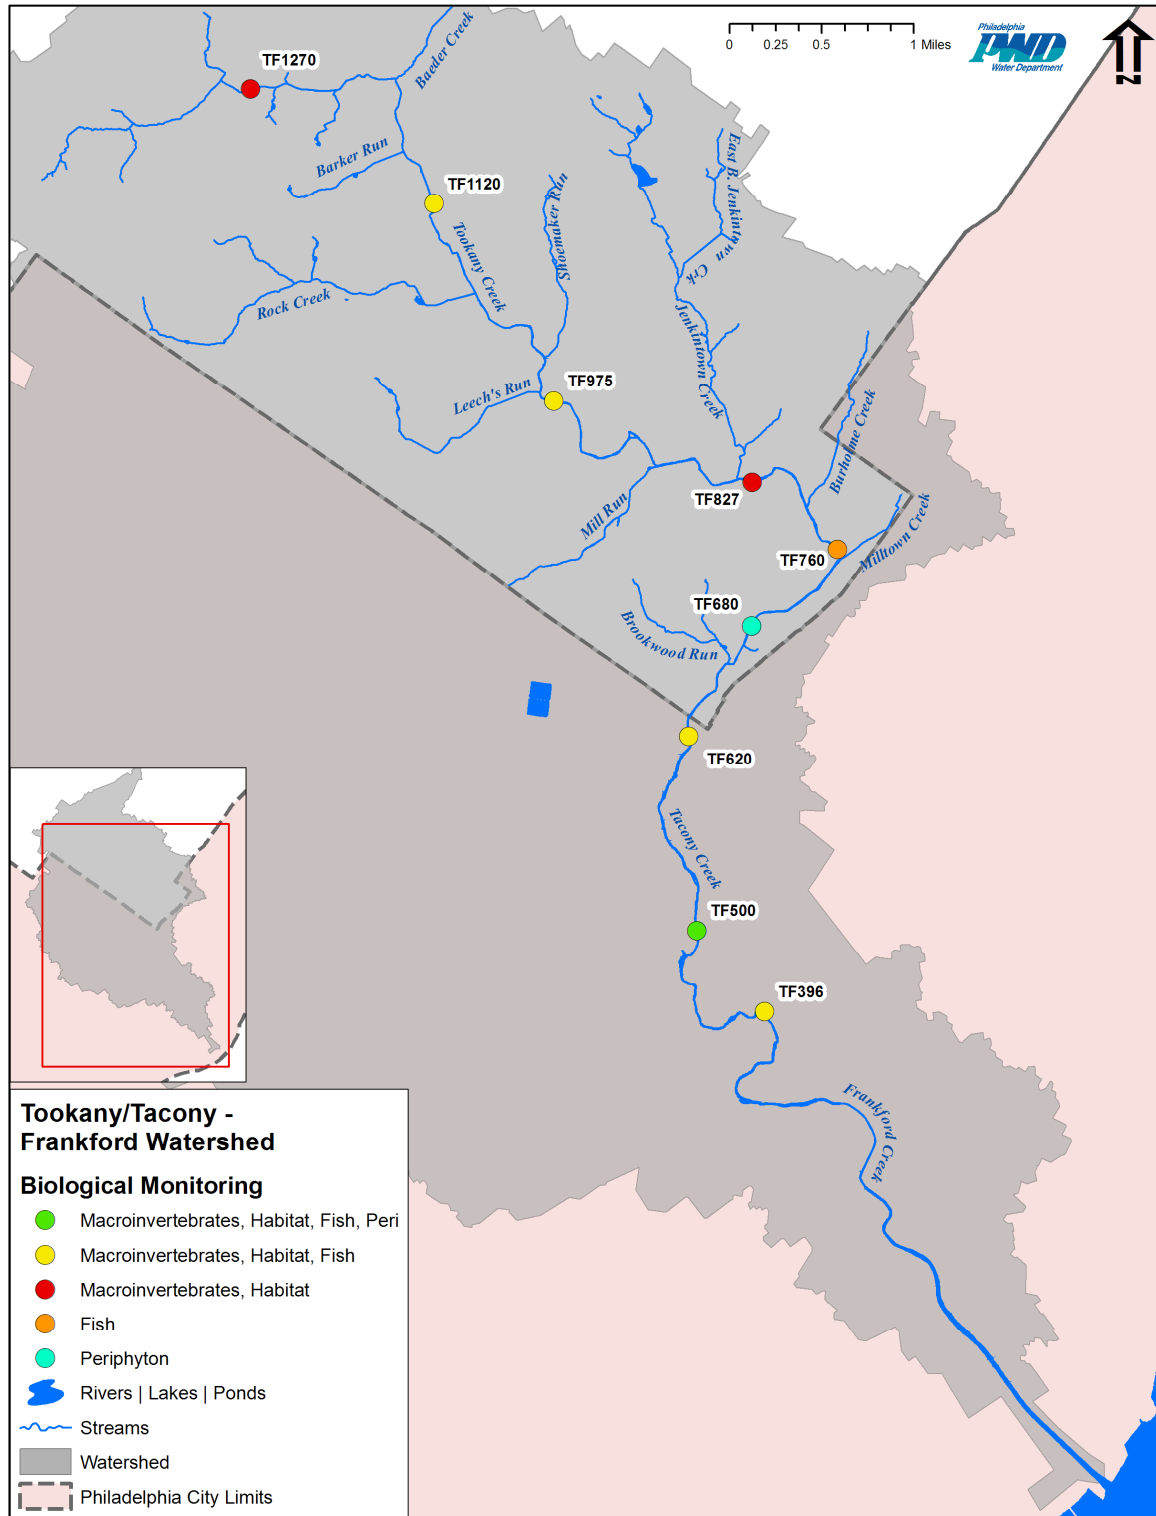 Philadelphia
PWD
Water Department
0 0.25 0.5 1 Miles
N
TF1270
Baeder Creek
Barker Run
TF1120
East B. Jenkintown Crk
Shoemaker Run
Tookany Creek
Rock Creek
Jenkintown Creek
TF975
Leech's Run
Burholme Creek
TF827
Mill Run
Milltown Creek
TF760
TF680
Brookwood Run
TF620
Tacony Creek
TF500
TF396
Frankford Creek
Tookany/Tacony -
Frankford Watershed
Biological Monitoring
Macroinvertebrates, Habitat, Fish, Peri
Macroinvertebrates, Habitat, Fish
Macroinvertebrates, Habitat
Fish
Periphyton
Rivers | Lakes | Ponds
Streams
Watershed
Philadelphia City Limits